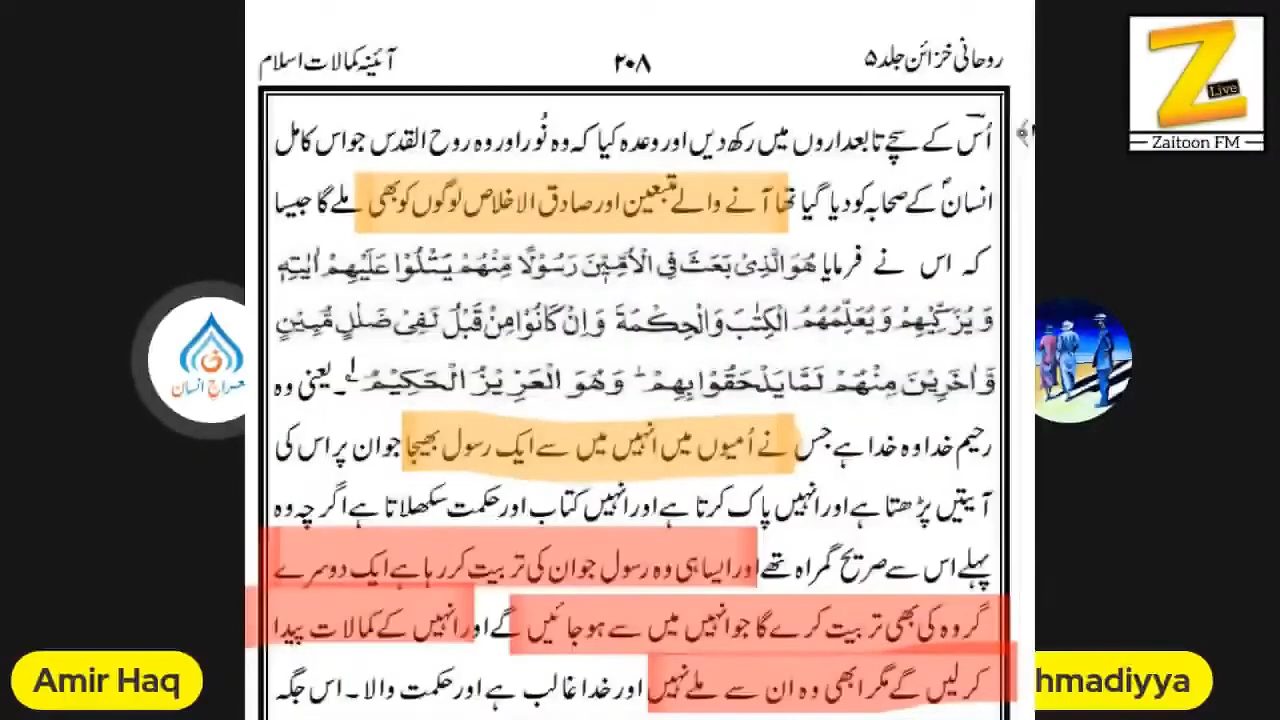 روحانی خزائن جلد ۵
۲۰۸
آئینہ کمالات اسلام
اُس کے سچے تابعداروں میں رکھ دیں اور وعدہ کیا کہ وہ نُور اور وہ روح القدس جو اس کامل
انسانؐ کے صحابہ کو دیا گیا تھا آنے والے متبعین اور صادق الاخلاص لوگوں کو بھی ملے گا جیسا
کہ اس نے فرمایا هُوَ الَّذِىْ بَعَثَ فِى الْاُمِّيّٖنَ رَسُوْلًا مِّنْهُمْ يَتْلُوْا عَلَيْهِمْ اٰيٰتِهٖ
وَيُزَكِّيْهِمْ وَيُعَلِّمُهُمُ الْكِتٰبَ وَالْحِكْمَةَ وَاِنْ كَانُوْا مِنْ قَبْلُ لَفِىْ ضَلٰلٍ مُّبِيْنٍ
وَّاٰخَرِيْنَ مِنْهُمْ لَمَّا يَلْحَقُوْا بِهِمْ ؕ وَهُوَ الْعَزِيْزُ الْحَكِيْمُ ۱؎۔ یعنی وہ
رحیم خدا وہ خدا ہے جس نے اُمیوں میں انہیں میں سے ایک رسول بھیجا جو ان پر اس کی
آیتیں پڑھتا ہے اور انہیں پاک کرتا ہے اور انہیں کتاب اور حکمت سکھلاتا ہے اگرچہ وہ
پہلے اس سے صریح گمراہ تھے اور ایسا ہی وہ رسول جو ان کی تربیت کر رہا ہے ایک دوسرے
گروہ کی بھی تربیت کرے گا جو انہیں میں سے ہو جائیں گے اور انہیں کے کمالات پیدا
کر لیں گے مگر ابھی وہ ان سے ملے نہیں اور خدا غالب ہے اور حکمت والا۔ اس جگہ
Z Live
Zaitoon FM
معراج انسان
Amir Haq
hmadiyya